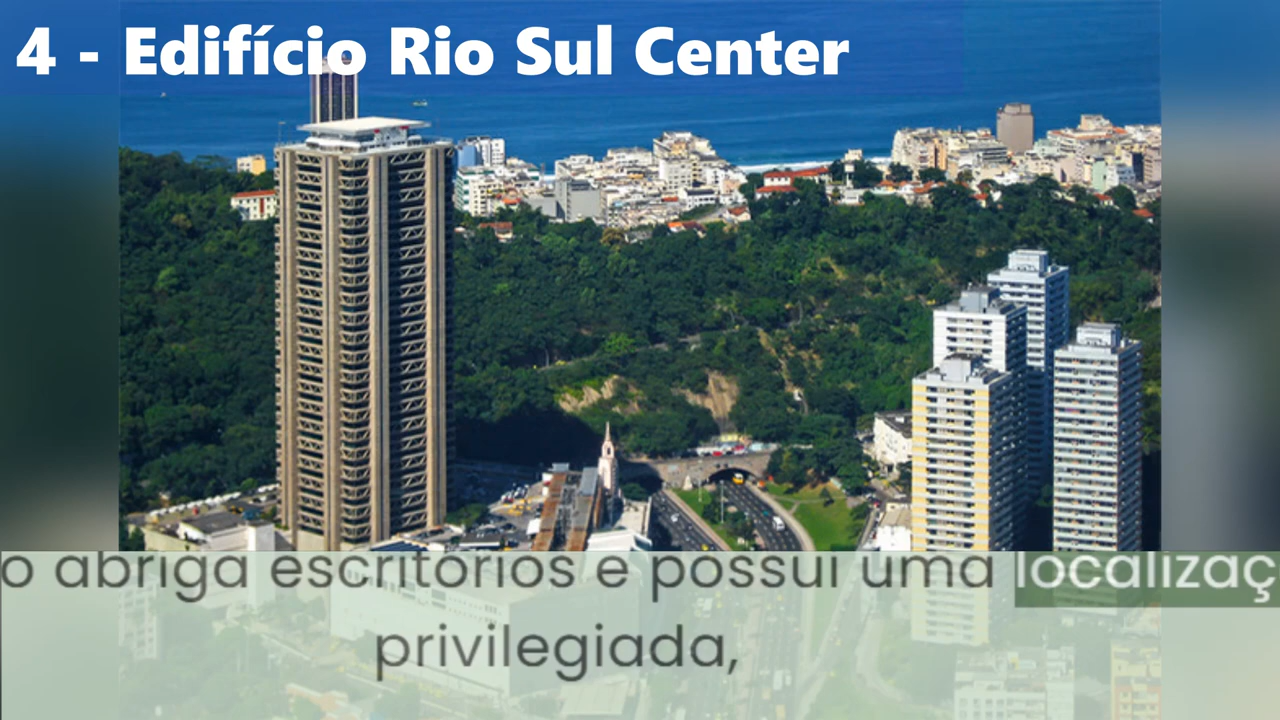 4 - Edifício Rio Sul Center
o abriga escritórios e possui uma localizaç
privilegiada,